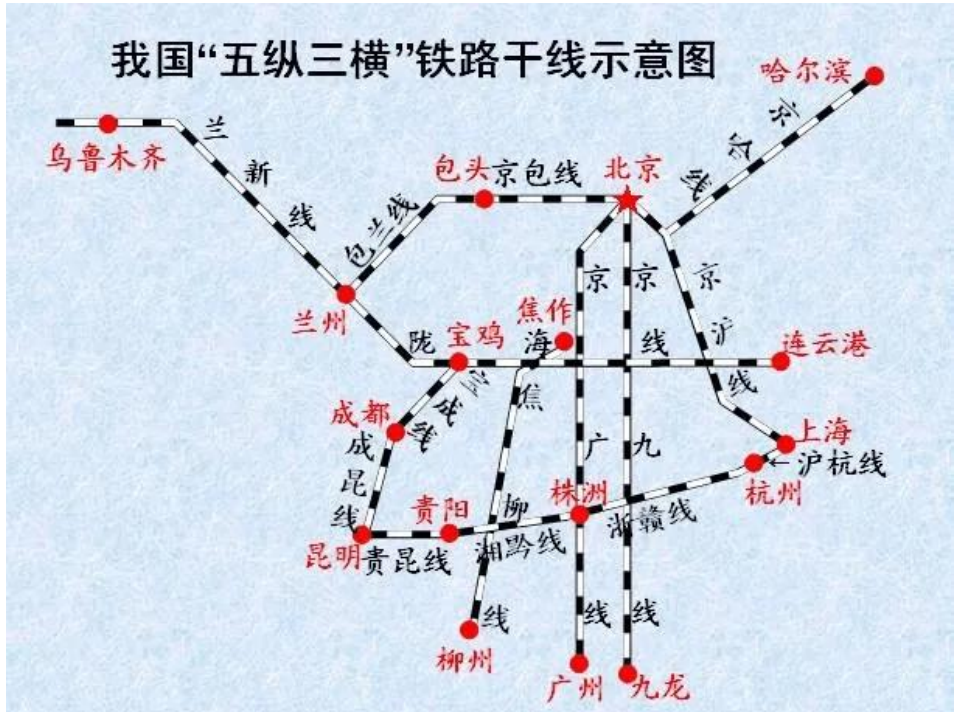 我国“五纵三横”铁路干线示意图
哈尔滨
京哈线
乌鲁木齐
兰新线
包头
京包线
北京
包兰线
兰州
焦作
陇海线
宝鸡
连云港
京广线
京九线
京沪线
宝成线
焦柳线
成都
成昆线
上海
←沪杭线
杭州
贵阳
株洲
浙赣线
湘黔线
昆明
贵昆线
柳州
广州
九龙